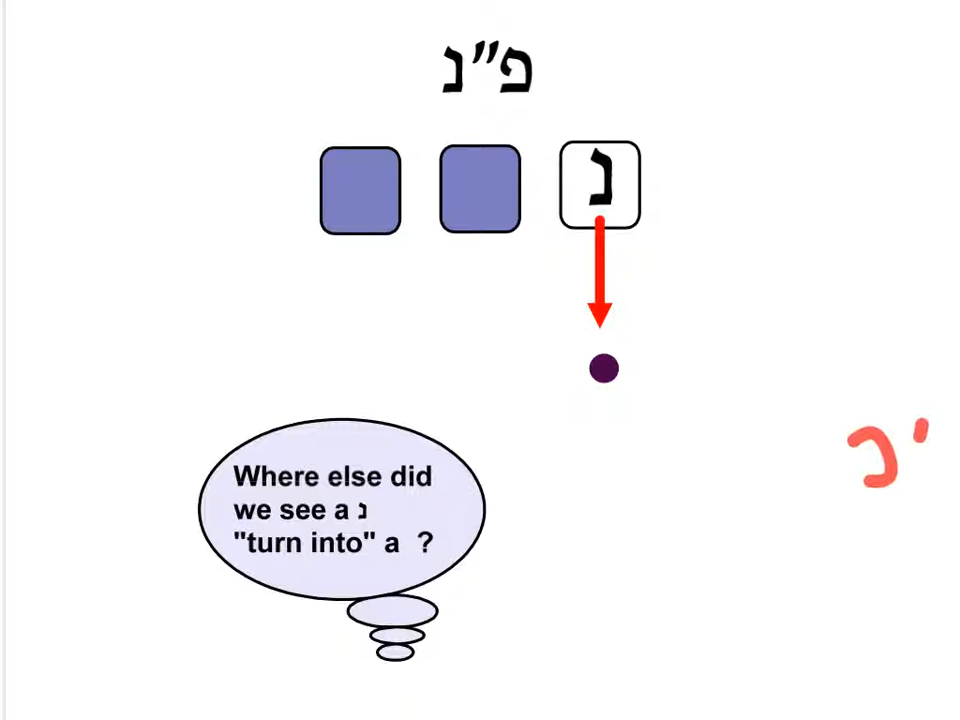 פ״נ
נ
Where else did
we see a נ
"turn into" a ?